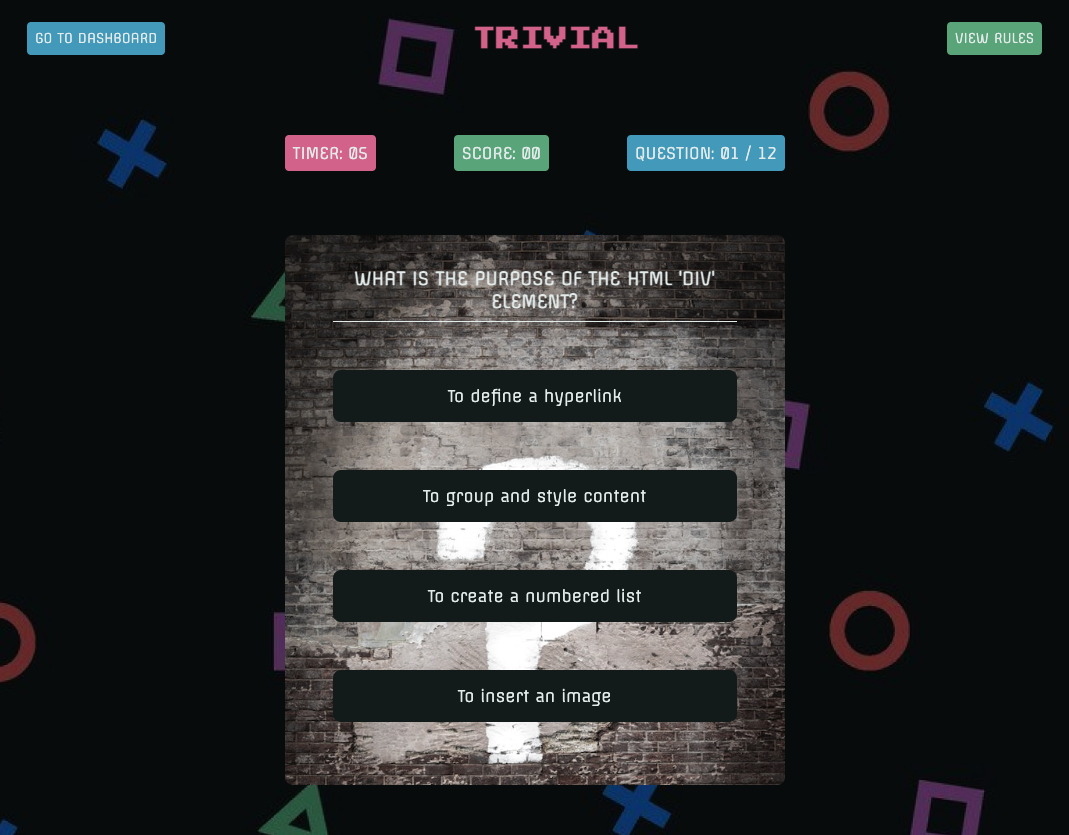 GO TO DASHBOARD
TRIVIAL
VIEW RULES
TIMER: 05
SCORE: 00
QUESTION: 01 / 12
WHAT IS THE PURPOSE OF THE HTML 'DIV'
ELEMENT?
To define a hyperlink
To group and style content
To create a numbered list
To insert an image